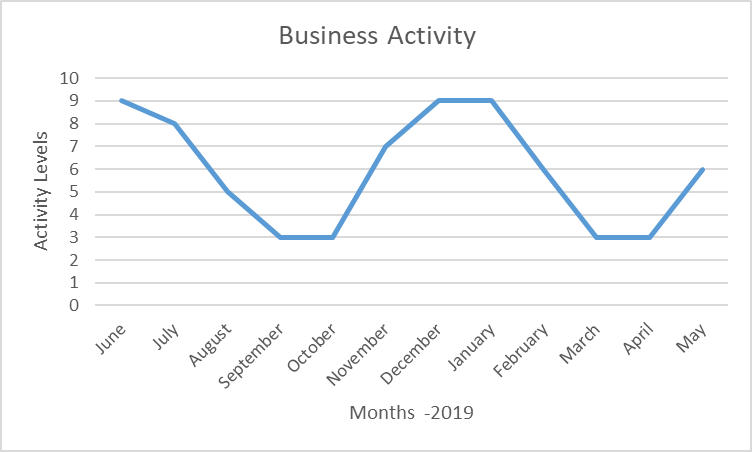 Business Activity
Activity Levels
10
9
8
7
6
5
4
3
2
1
0
June
July
August
September
October
November
December
January
February
March
April
May
Months -2019